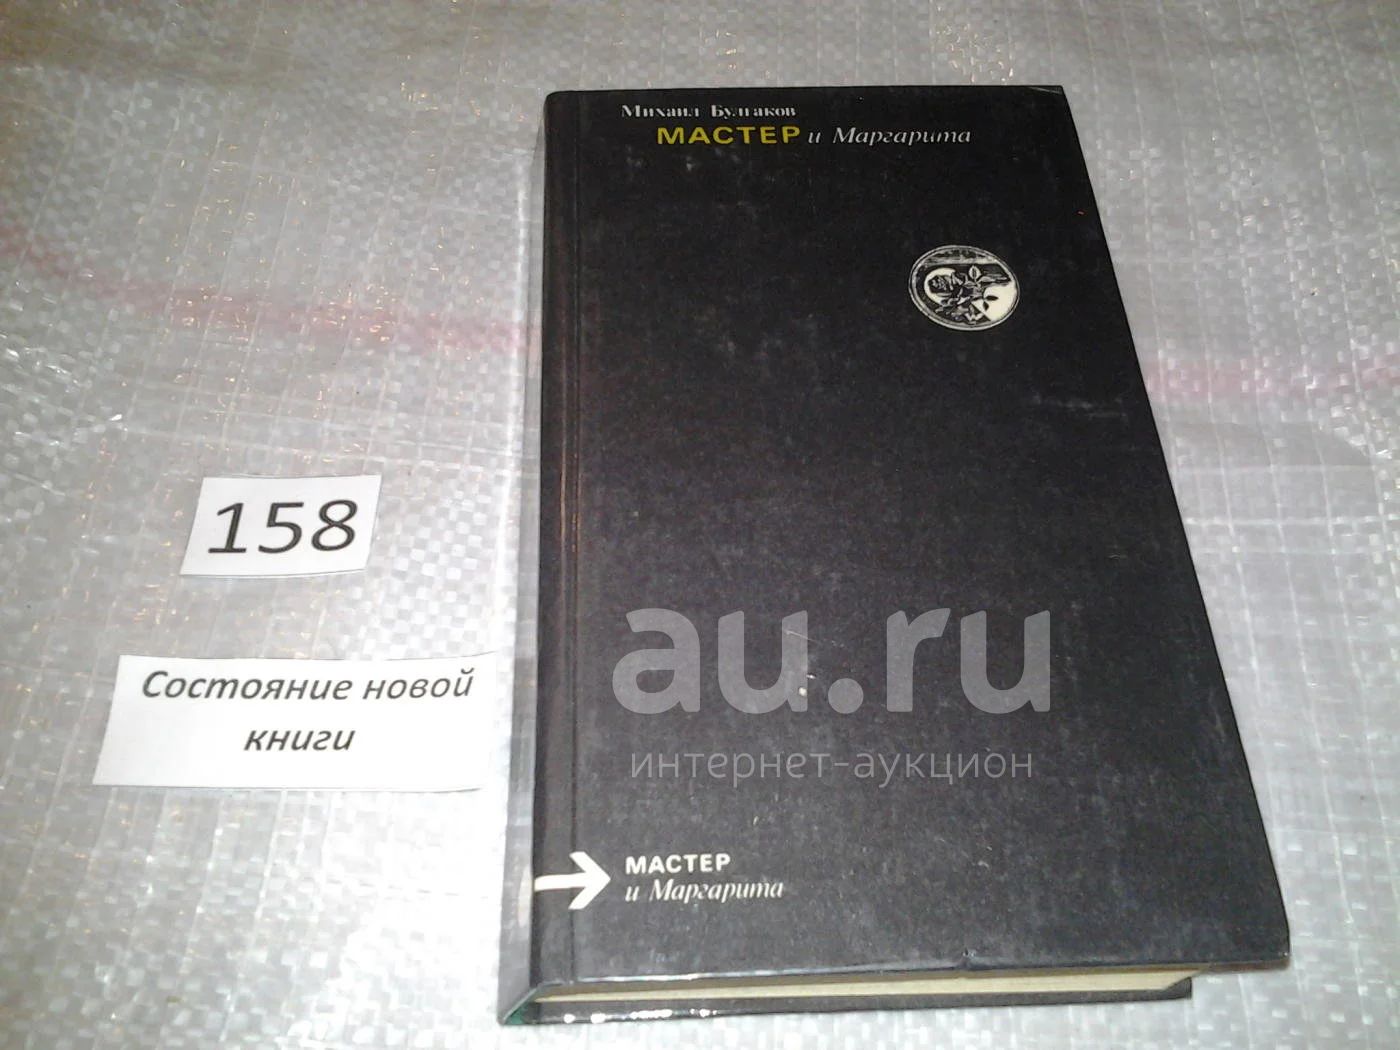 Михаил Булгаков
МАСТЕР и Маргарита
158
Состояние новой
книги
au.ru
интернет-аукцион
МАСТЕР
и Маргарита